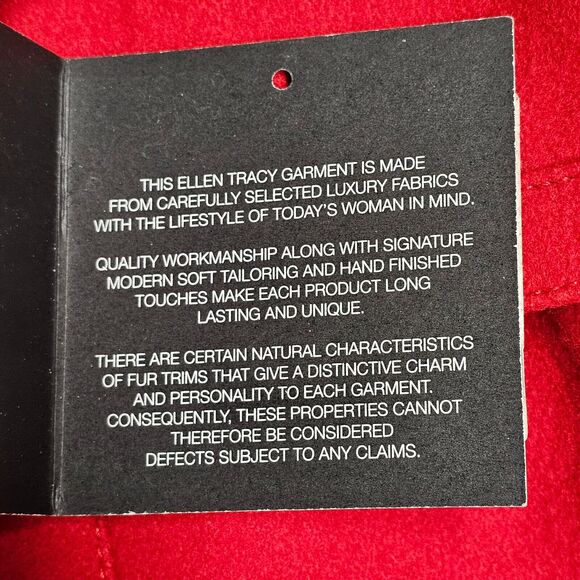 THIS ELLEN TRACY GARMENT IS MADE
FROM CAREFULLY SELECTED LUXURY FABRICS
WITH THE LIFESTYLE OF TODAY'S WOMAN IN MIND.
QUALITY WORKMANSHIP ALONG WITH SIGNATURE
MODERN SOFT TAILORING AND HAND FINISHED
TOUCHES MAKE EACH PRODUCT LONG
LASTING AND UNIQUE.
THERE ARE CERTAIN NATURAL CHARACTERISTICS
OF FUR TRIMS THAT GIVE A DISTINCTIVE CHARM
AND PERSONALITY TO EACH GARMENT.
CONSEQUENTLY, THESE PROPERTIES CANNOT
THEREFORE BE CONSIDERED
DEFECTS SUBJECT TO ANY CLAIMS.